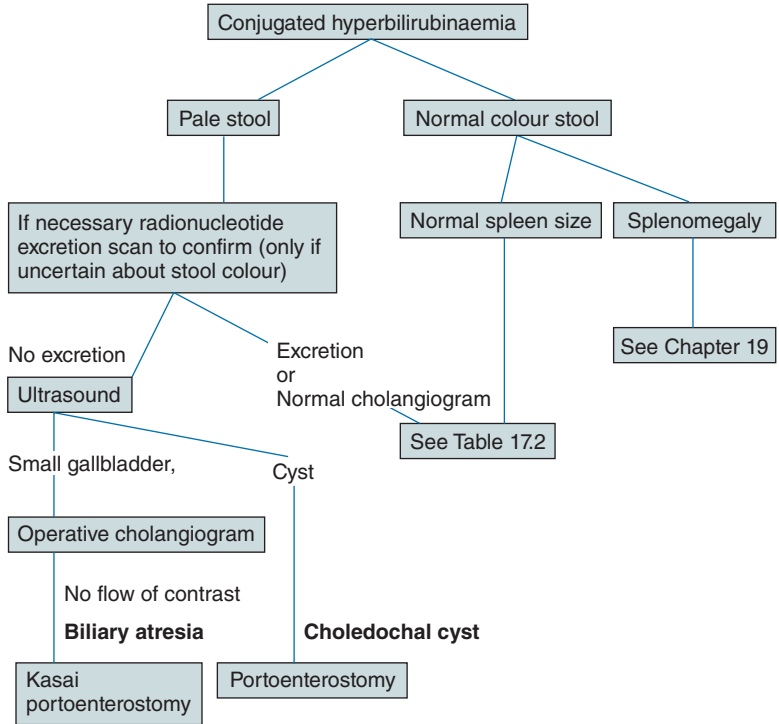 Conjugated hyperbilirubinaemia
Pale stool
Normal colour stool
If necessary radionucleotide
excretion scan to confirm (only if
uncertain about stool colour)
Normal spleen size
Splenomegaly
No excretion
Excretion
or
Normal cholangiogram
See Chapter 19
Ultrasound
See Table 17.2
Small gallbladder,
Cyst
Operative cholangiogram
No flow of contrast
Biliary atresia
Choledochal cyst
Kasai
portoenterostomy
Portoenterostomy